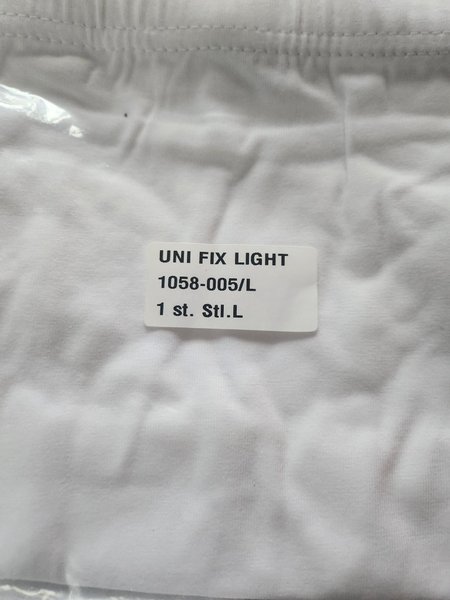 UNI FIX LIGHT
1058-005/L
1 st. Stl.L